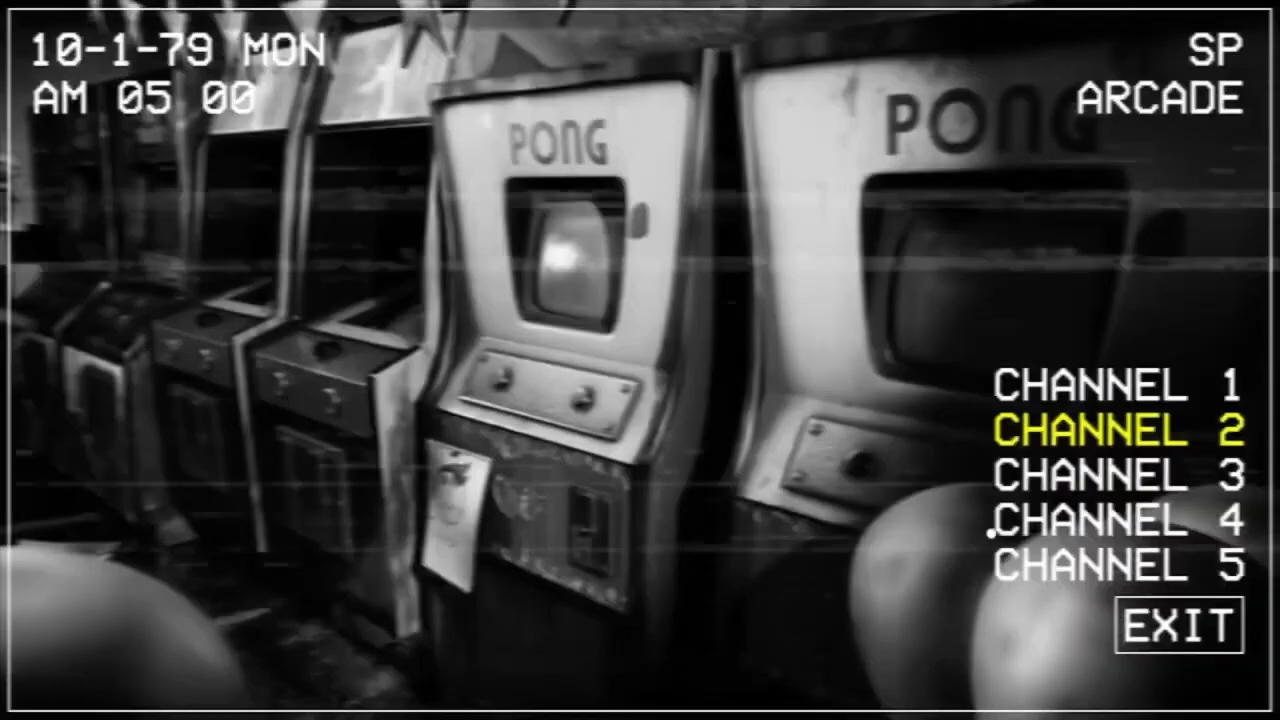 10-1-79 MON
AM 05 00
SP
ARCADE
PONG
PONG
CHANNEL 1
CHANNEL 2
CHANNEL 3
CHANNEL 4
CHANNEL 5
EXIT